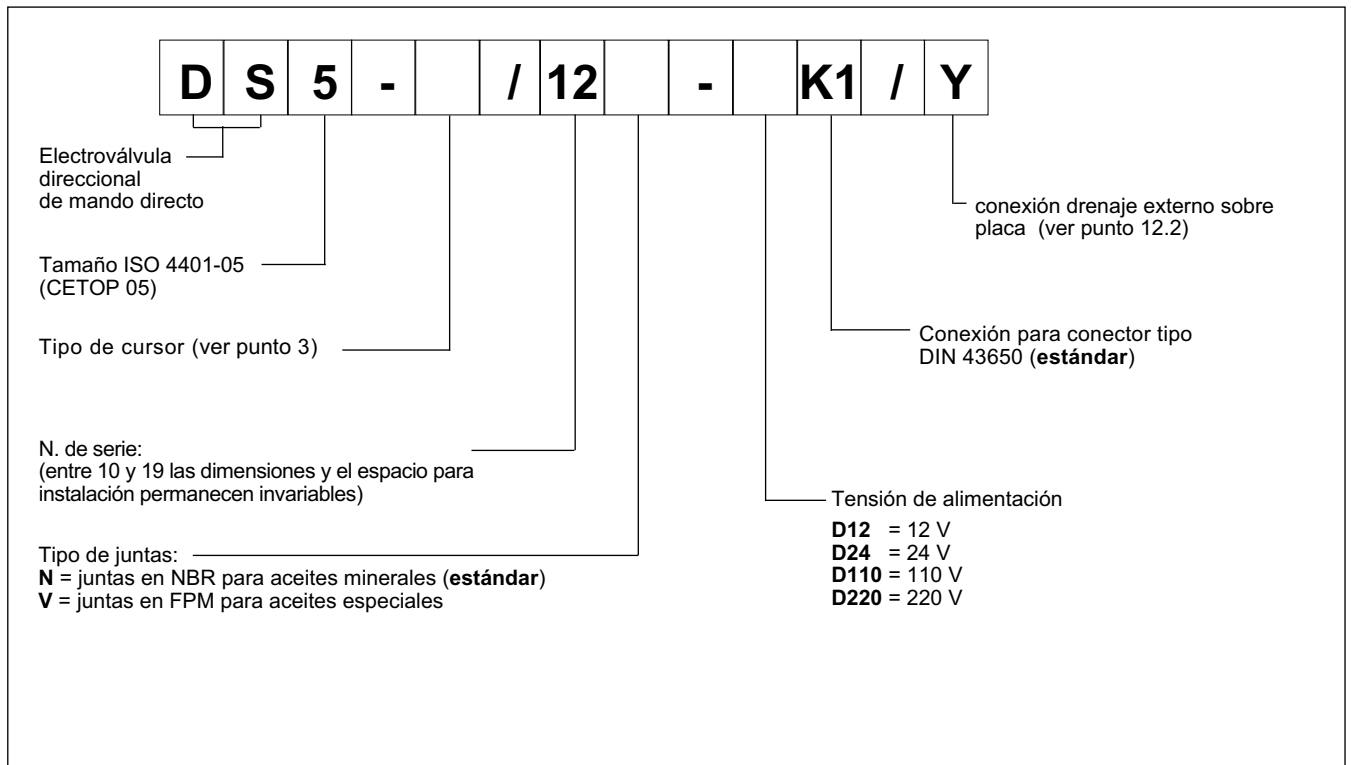 D S 5 - / 12 - K1 / Y
Electroválvula
direccional
de mando directo
Tamaño ISO 4401-05
(CETOP 05)
Tipo de cursor (ver punto 3)
N. de serie:
(entre 10 y 19 las dimensiones y el espacio para
instalación permanecen invariables)
Tipo de juntas:
N = juntas en NBR para aceites minerales (estándar)
V = juntas en FPM para aceites especiales
conexión drenaje externo sobre
placa (ver punto 12.2)
Conexión para conector tipo
DIN 43650 (estándar)
Tensión de alimentación
D12 = 12 V
D24 = 24 V
D110 = 110 V
D220 = 220 V